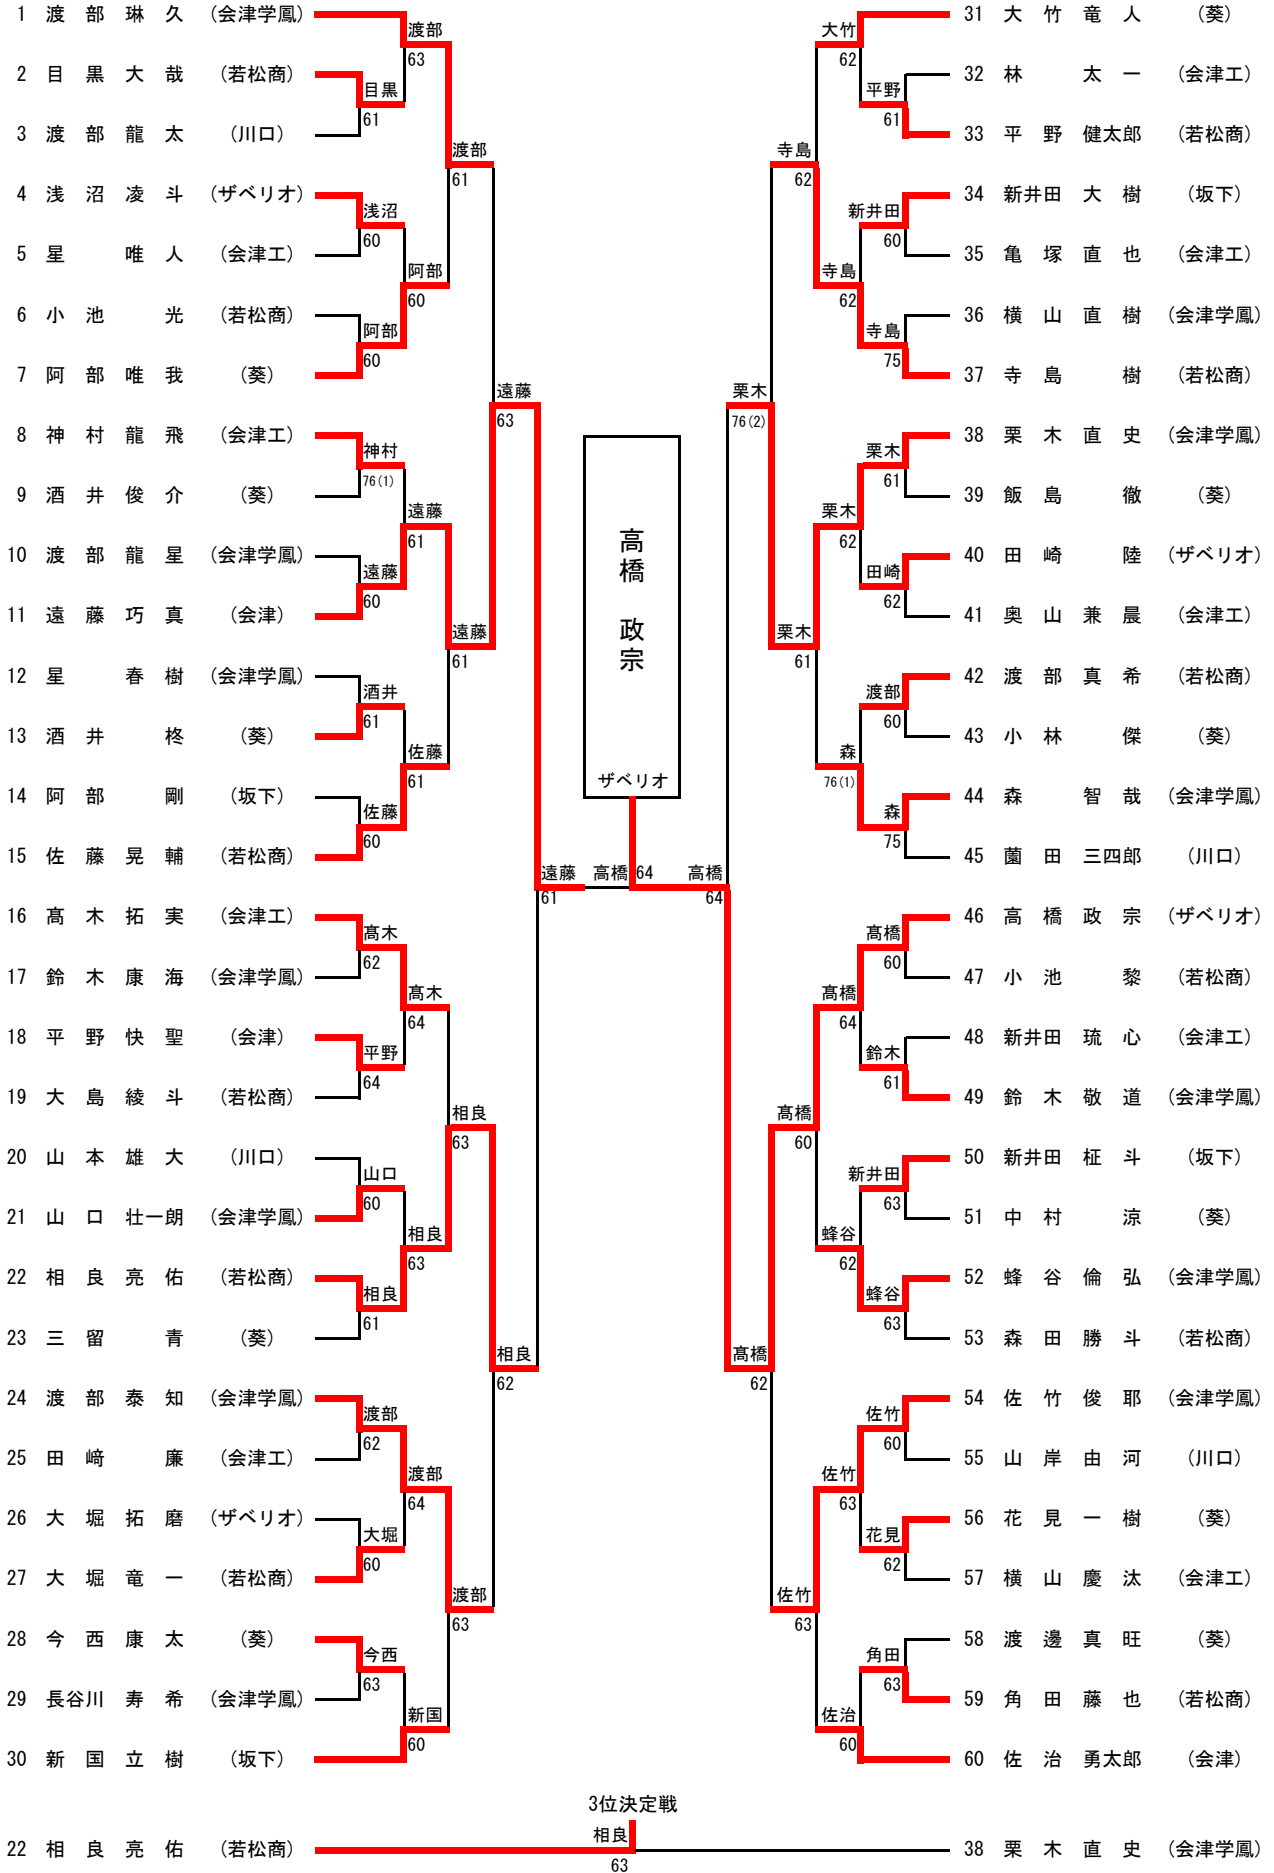 1 渡部琳久 (会津学鳳)
2 目黒大哉 (若松商)
3 渡部龍太 (川口)
4 浅沼凌斗 (ザベリオ)
5 星唯人 (会津工)
6 小池光 (若松商)
7 阿部唯我 (葵)
8 神村龍飛 (会津工)
9 酒井俊介 (葵)
10 渡部龍星 (会津学鳳)
11 遠藤巧真 (会津)
12 星春樹 (会津学鳳)
13 酒井柊 (葵)
14 阿部剛 (坂下)
15 佐藤晃輔 (若松商)
16 髙木拓実 (会津工)
17 鈴木康海 (会津学鳳)
18 平野快聖 (会津)
19 大島綾斗 (若松商)
20 山本雄大 (川口)
21 山口壮一朗 (会津学鳳)
22 相良亮佑 (若松商)
23 三留青 (葵)
24 渡部泰知 (会津学鳳)
25 田﨑廉 (会津工)
26 大堀拓磨 (ザベリオ)
27 大堀竜一 (若松商)
28 今西康太 (葵)
29 長谷川寿希 (会津学鳳)
30 新国立樹 (坂下)
目黒
61
浅沼
60
阿部
60
神村
76(1)
遠藤
60
酒井
61
佐藤
60
髙木
62
平野
64
山口
60
相良
61
渡部
62
大堀
60
今西
63
渡部
63
阿部
60
遠藤
61
佐藤
61
髙木
64
相良
63
渡部
64
新国
60
渡部
61
遠藤
61
相良
63
渡部
63
遠藤
63
相良
62
遠藤
61
高橋
64
高橋 政宗
ザベリオ
高橋
64
栗木
76(2)
髙橋
62
寺島
62
栗木
61
髙橋
60
佐竹
63
大竹
62
寺島
62
栗木
62
森
76(1)
髙橋
64
蜂谷
62
佐竹
63
佐治
60
平野
61
新井田
60
寺島
75
栗木
61
田崎
62
渡部
60
森
75
髙橋
60
鈴木
61
新井田
63
蜂谷
63
佐竹
60
花見
62
角田
63
31 大竹竜人 (葵)
32 林太一 (会津工)
33 平野健太郎 (若松商)
34 新井田大樹 (坂下)
35 亀塚直也 (会津工)
36 横山直樹 (会津学鳳)
37 寺島樹 (若松商)
38 栗木直史 (会津学鳳)
39 飯島徹 (葵)
40 田崎陸 (ザベリオ)
41 奥山兼晨 (会津工)
42 渡部真希 (若松商)
43 小林傑 (葵)
44 森智哉 (会津学鳳)
45 薗田三四郎 (川口)
46 高橋政宗 (ザベリオ)
47 小池黎 (若松商)
48 新井田琉心 (会津工)
49 鈴木敬道 (会津学鳳)
50 新井田柾斗 (坂下)
51 中村涼 (葵)
52 蜂谷倫弘 (会津学鳳)
53 森田勝斗 (若松商)
54 佐竹俊耶 (会津学鳳)
55 山岸由河 (川口)
56 花見一樹 (葵)
57 横山慶汰 (会津工)
58 渡邊真旺 (葵)
59 角田藤也 (若松商)
60 佐治勇太郎 (会津)
3位決定戦
22 相良亮佑 (若松商)
相良
63
38 栗木直史 (会津学鳳)